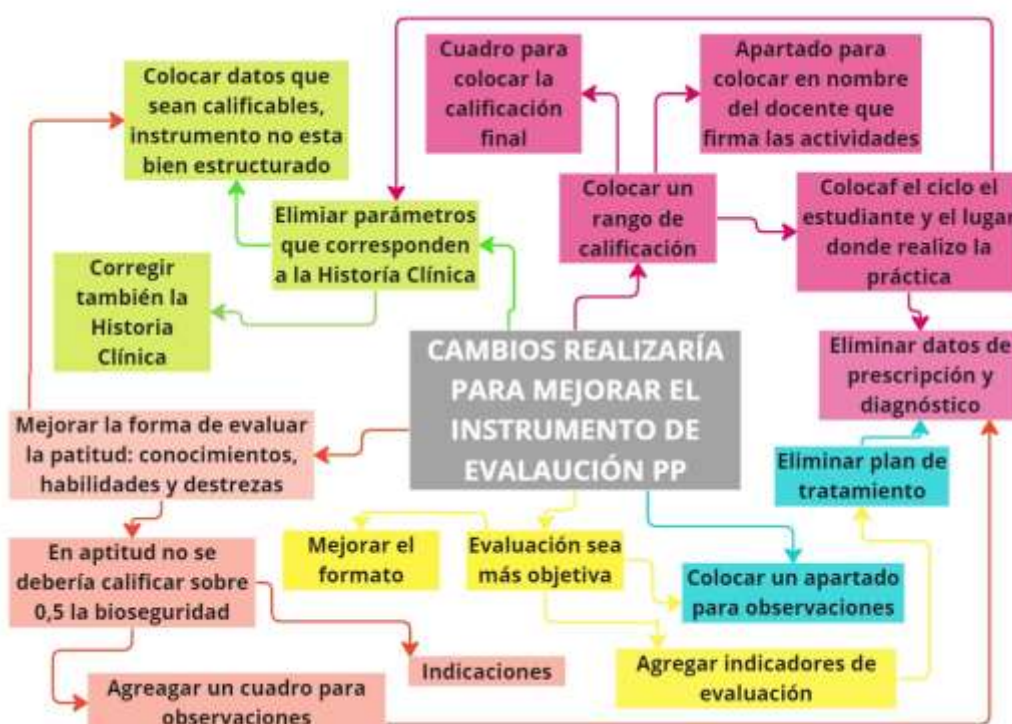 Cuadro para
colocar la
calificación
final
Apartado para
colocar en nombre
del docente que
firma las actividades
Colocar datos que
sean calificables,
instrumento no esta
bien estructurado
Colocar un
rango de
calificación
Colocaf el ciclo el
estudiante y el lugar
donde realizo la
práctica
Elimiar parámetros
que corresponden
a la Historía Clínica
Corregir
también la
Historia
Clínica
CAMBIOS REALIZARÍA
PARA MEJORAR EL
INSTRUMENTO DE
EVALAUCIÓN PP
Eliminar datos de
prescripción y
diagnóstico
Mejorar la forma de evaluar
la patitud: conocimientos,
habilidades y destrezas
Eliminar plan de
tratamiento
En aptitud no se
debería calificar sobre
0,5 la bioseguridad
Mejorar el
formato
Evaluación sea
más objetiva
Colocar un apartado
para observaciones
Indicaciones
Agregar indicadores de
evaluación
Agreagar un cuadro para
observaciones